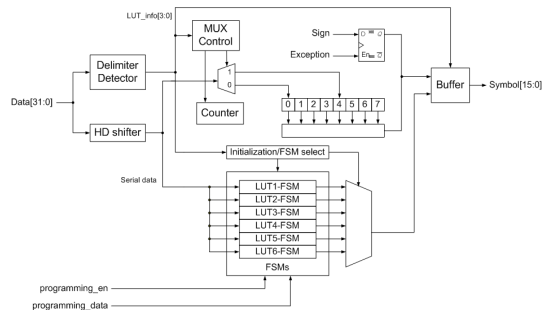 LUT_info[3:0]
MUX Control
Sign
Exception
D
Q
En
Q
Delimiter Detector
1
0
Buffer
Symbol[15:0]
Data[31:0]
Counter
0 1 2 3 4 5 6 7
HD shifter
Initialization/FSM select
Serial data
LUT1-FSM
LUT2-FSM
LUT3-FSM
LUT4-FSM
LUT5-FSM
LUT6-FSM
FSMs
programming_en
programming_data